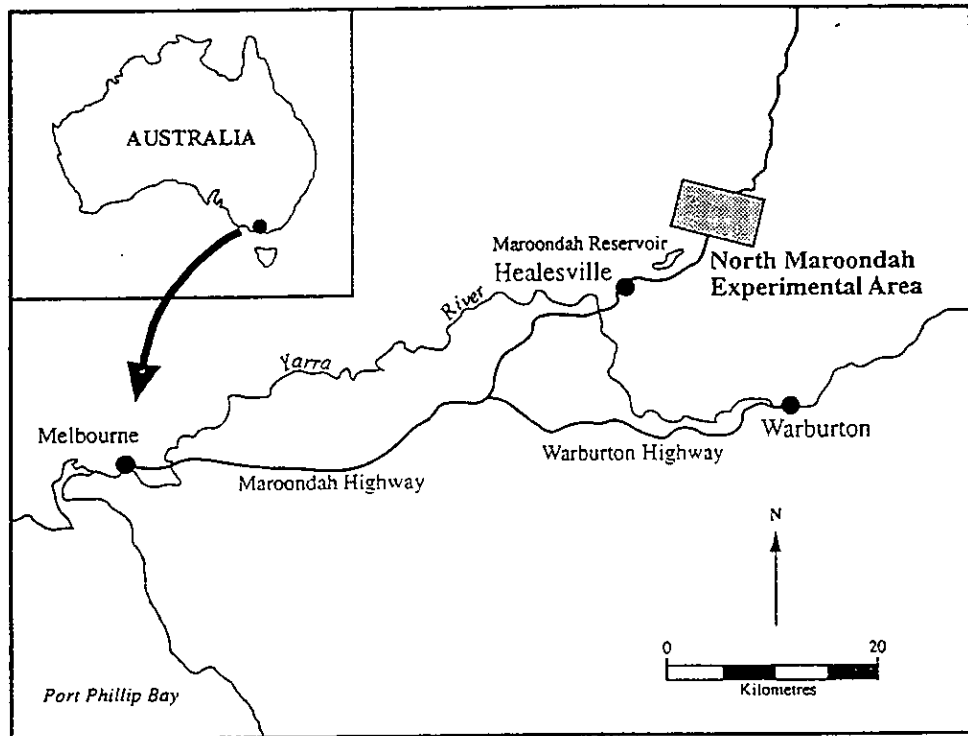 AUSTRALIA
Maroondah Reservoir
Healesville
North Maroondah
Experimental Area
River
Yarra
Melbourne
Maroondah Highway
Warburton Highway
Warburton
N
0 20
Kilometres
Port Phillip Bay